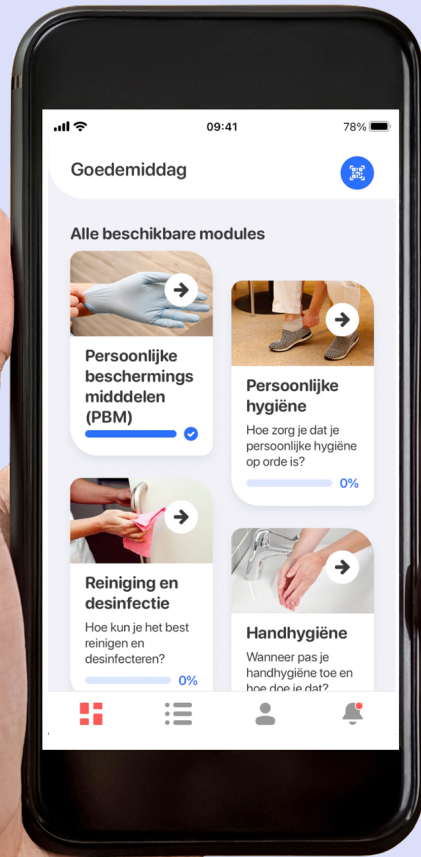 09:41
78%
Goedemiddag
Alle beschikbare modules
Persoonlijke
beschermings
midddelen
(PBM)
Persoonlijke
hygiëne
Hoe zorg je dat je
persoonlijke hygiëne
op orde is?
0%
Reiniging en
desinfectie
Hoe kun je het best
reinigen en
desinfecteren?
0%
Handhygiëne
Wanneer pas je
handhygiëne toe en
hoe doe je dat?